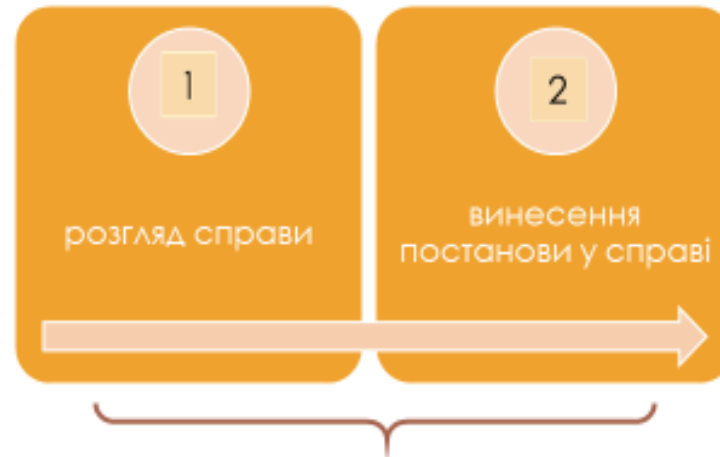 1
розгляд справи
2
винесення
постанови у справі